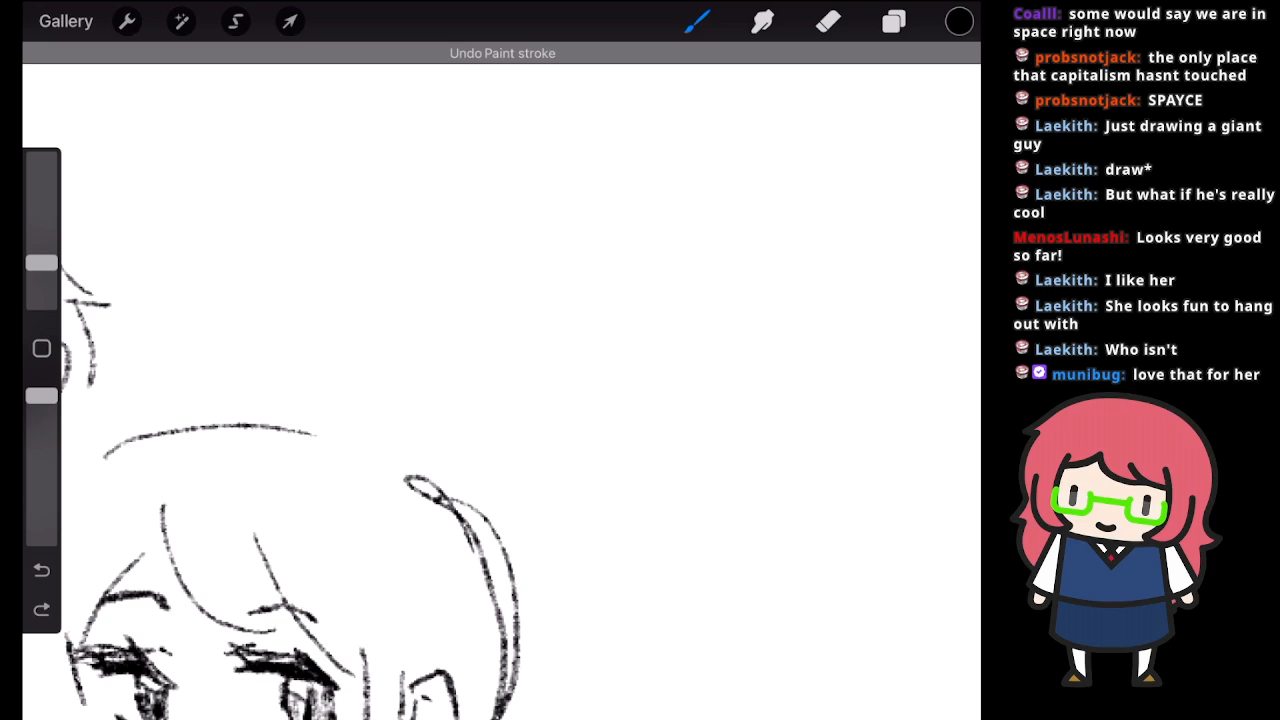 Gallery
Undo Paint stroke
Coalll: some would say we are in
space right now
probsnotjack: the only place
that capitalism hasnt touched
probsnotjack: SPAYCE
Laekith: Just drawing a giant
guy
Laekith: draw*
Laekith: But what if he's really
cool
MenosLunashi: Looks very good
so far!
Laekith: I like her
Laekith: She looks fun to hang
out with
Laekith: Who isn't
munibug: love that for her